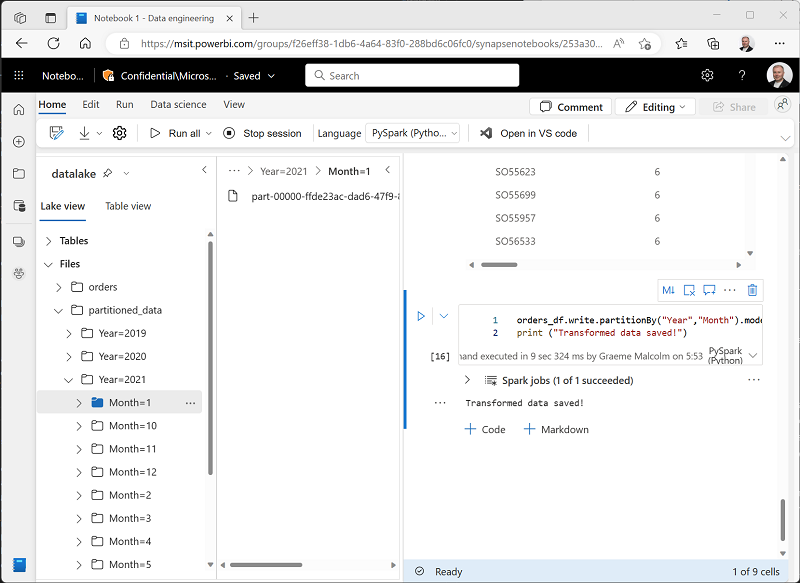 Notebook 1 - Data engineering
https://msit.powerbi.com/groups/f26eff38-1db6-4a64-83f0-288bd6c06fc0/synapsenotebooks/253a30...
Notebo...
Confidential\Micros...
· Saved
Search
Home
Edit
Run
Data science
View
Comment
Editing
Share
Run all
Stop session
Language
PySpark (Pytho...
Open in VS code
datalake
Lake view
Table view
Tables
Files
orders
partitioned_data
Year=2019
Year=2020
Year=2021
Month=1
...
Month=10
Month=11
Month=12
Month=2
Month=3
Month=4
Month=5
... > Year=2021 > Month=1
part-00000-ffde23ac-dad6-47f9-
SO55623 6
SO55699 6
SO55957 6
SO56533 6
M↓
1 orders_df.write.partitionBy("Year","Month").mod
2 print ("Transformed data saved!")
[16]
executed in 9 sec 324 ms by Graeme Malcolm on 5:53
PySpark
(Python)
Spark jobs (1 of 1 succeeded)
Transformed data saved!
+ Code
+ Markdown
Ready
1 of 9 cells